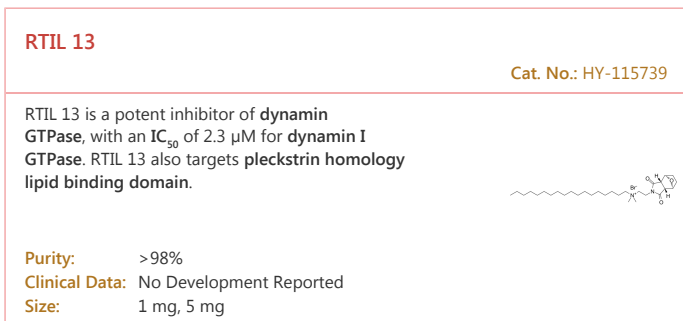 RTIL 13
Cat. No.: HY-115739
RTIL 13 is a potent inhibitor of dynamin
GTPase, with an IC50 of 2.3 μM for dynamin I
GTPase. RTIL 13 also targets pleckstrin homology
lipid binding domain.
O H
Br-
O
N+
N
H
O
Purity: >98%
Clinical Data: No Development Reported
Size: 1 mg, 5 mg